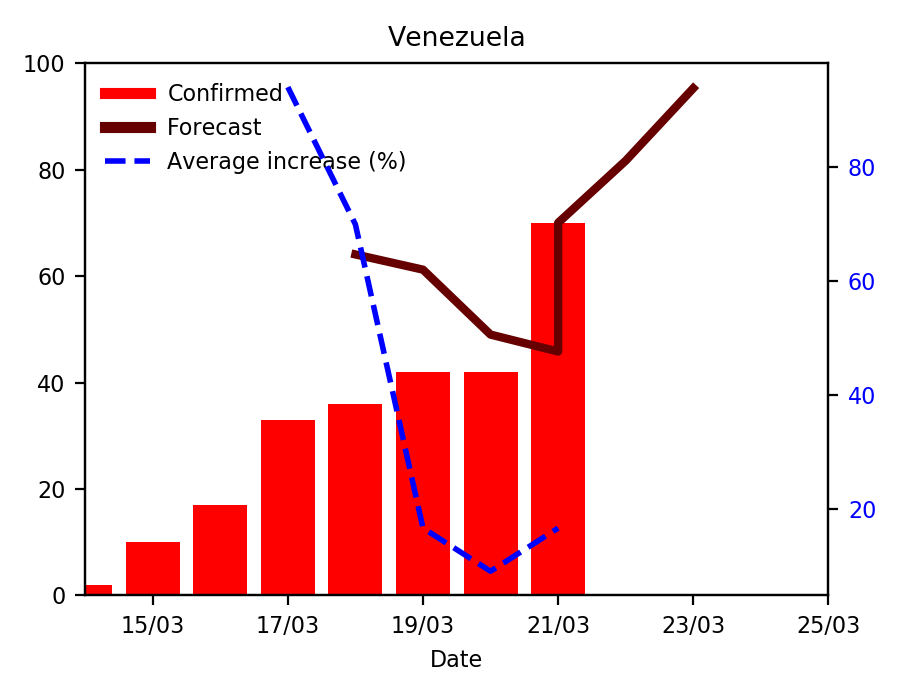 Venezuela
100
80
60
40
20
0
Confirmed
Forecast
Average increase (%)
80
60
40
20
15/03 17/03 19/03 21/03 23/03 25/03
Date